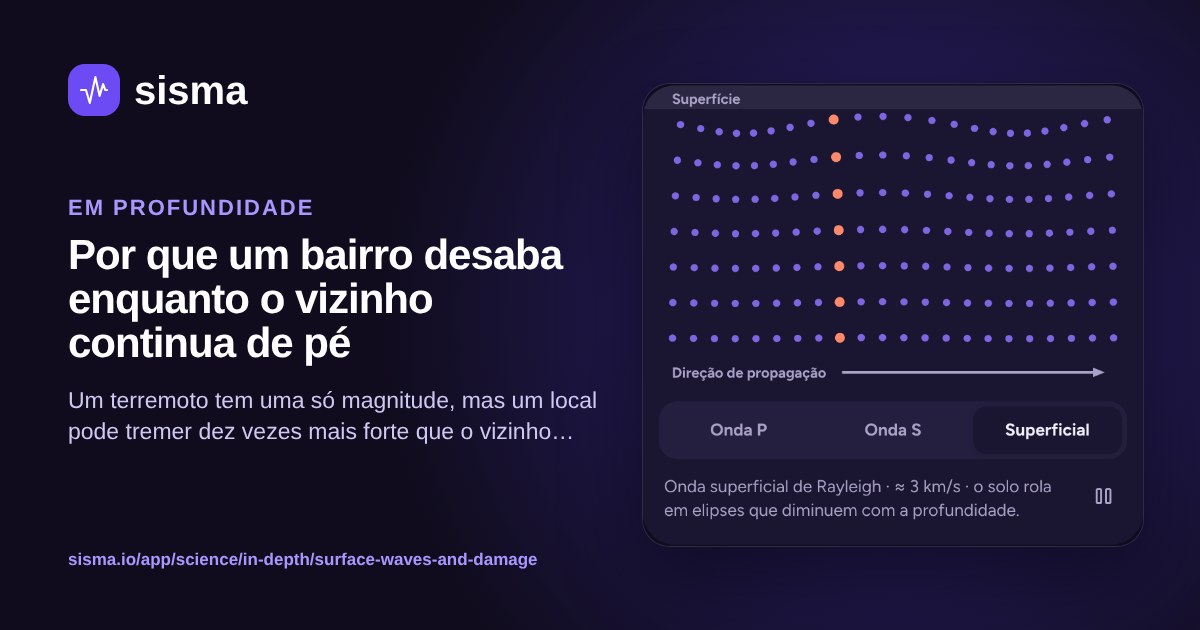 sisma
EM PROFUNDIDADE
Por que um bairro desaba
enquanto o vizinho
continua de pé
Um terremoto tem uma só magnitude, mas um local
pode tremer dez vezes mais forte que o vizinho…
sisma.io/app/science/in-depth/surface-waves-and-damage
Superfície
Direção de propagação
Onda P
Onda S
Superficial
Onda superficial de Rayleigh · ≈ 3 km/s · o solo rola
em elipses que diminuem com a profundidade.